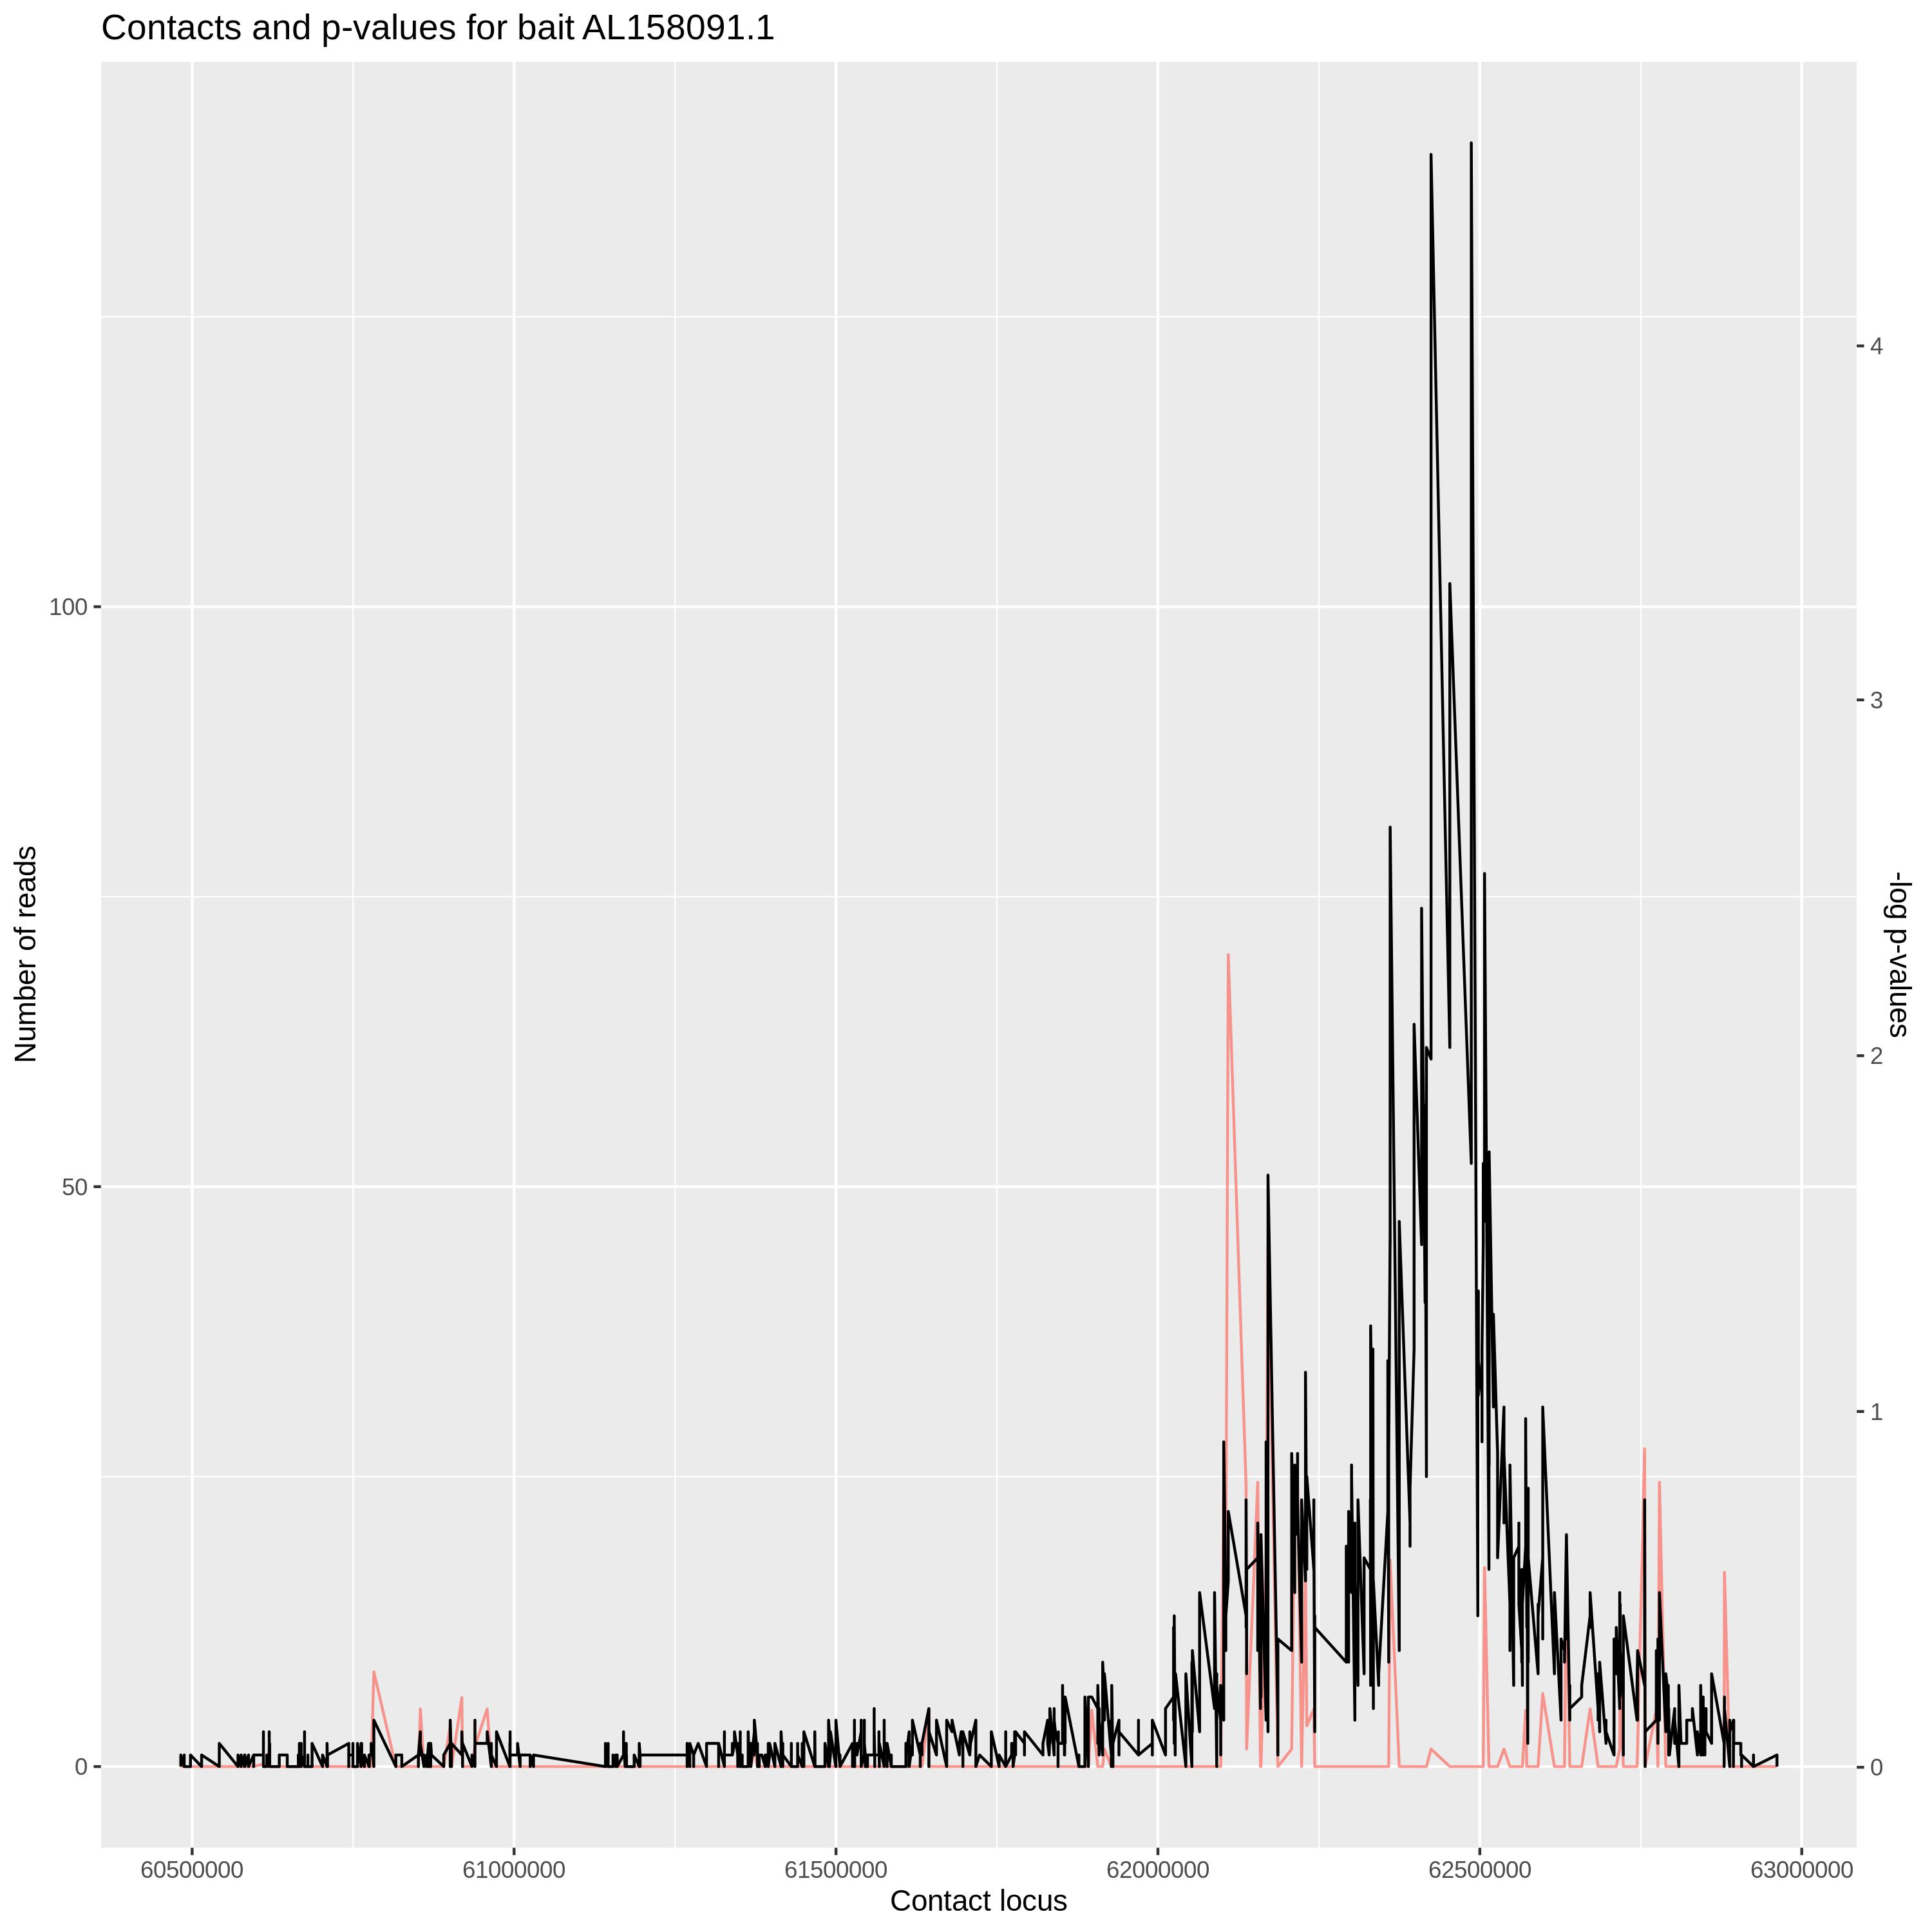 Contacts and p-values for bait AL158091.1
Number of reads
100
50
0
4
3
2
1
0
-log p-values
60500000 61000000 61500000 62000000 62500000 63000000
Contact locus